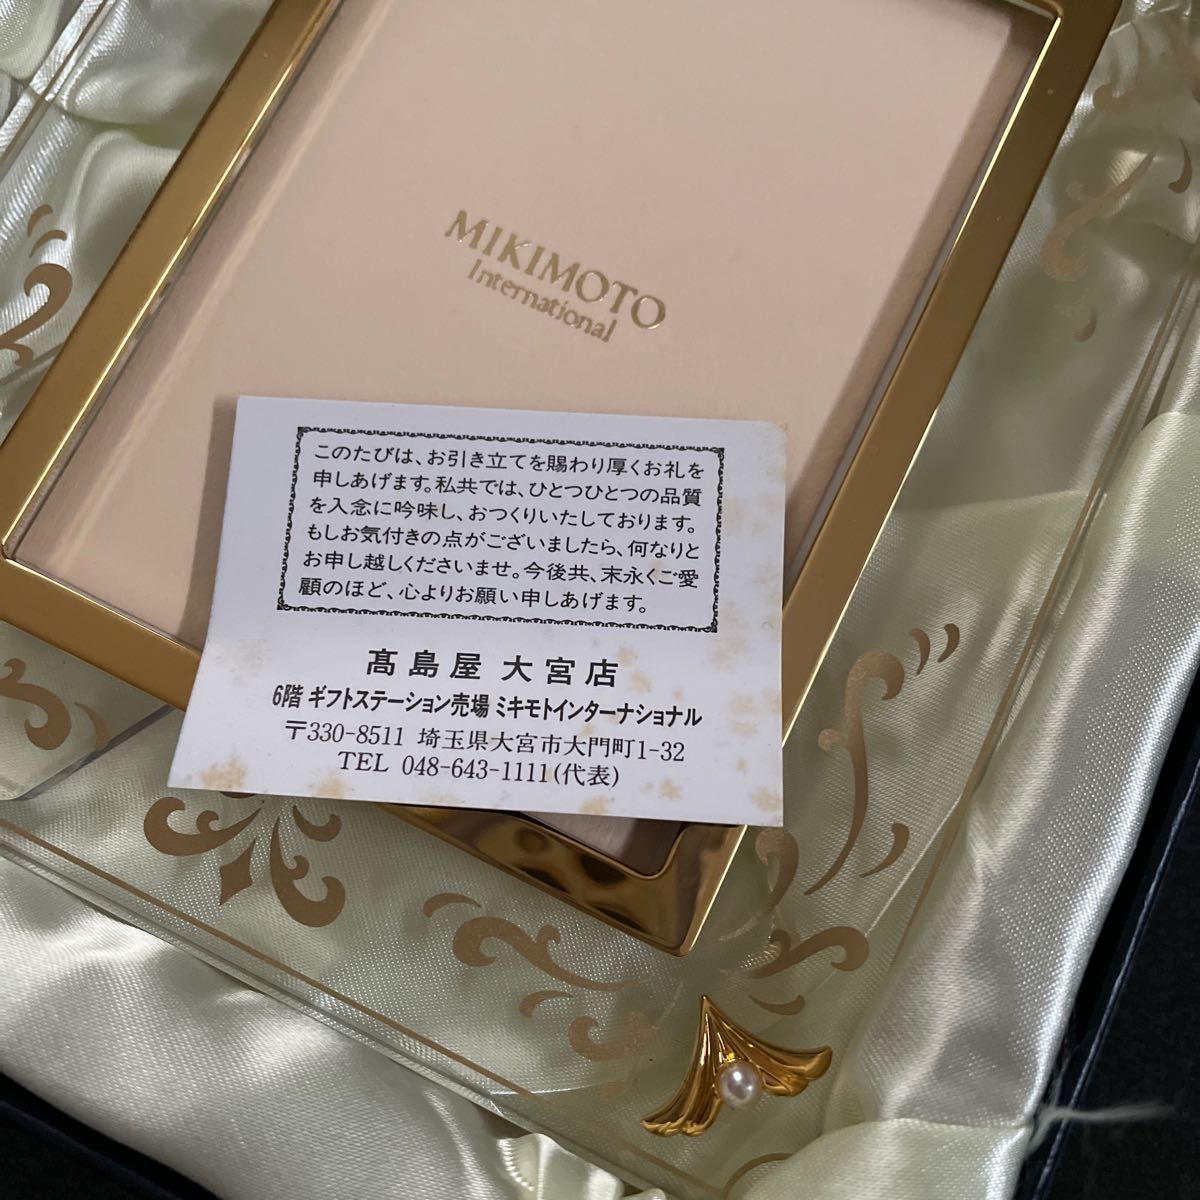 MIKIMOTO
International
このたびは、お引き立てを賜わり厚くお礼を
申しあげます。私共では、ひとつひとつの品質
を入念に吟味し、おつくりいたしております。
もしお気付きの点がございましたら、何なりと
お申し越しくださいませ。今後共、末永くご愛
顧のほど、心よりお願い申しあげます。
髙島屋 大宮店
6階 ギフトステーション売場 ミキモトインターナショナル
〒330-8511 埼玉県大宮市大門町1-32
TEL 048-643-1111(代表)